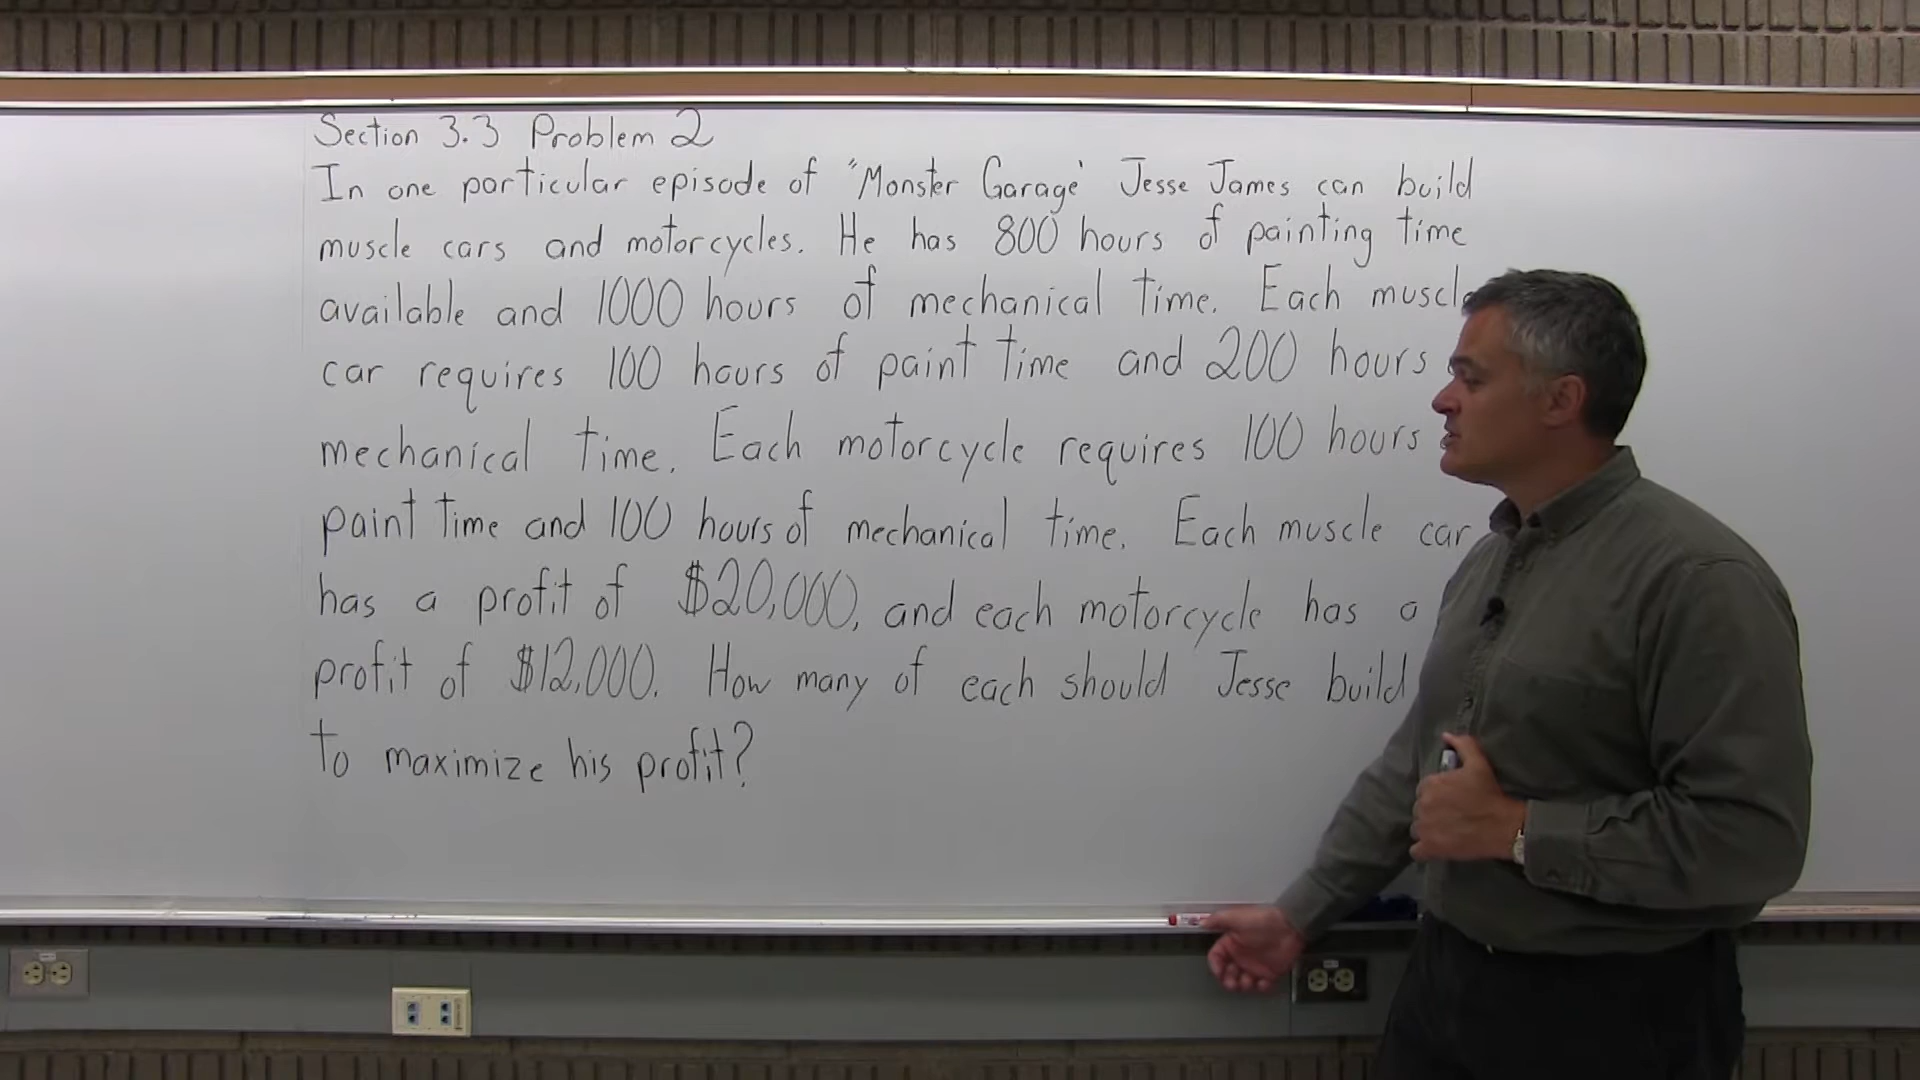 Section 3.3 Problem 2
In one particular episode of "Monster Garage" Jesse James can build
muscle cars and motorcycles. He has 800 hours of painting time
available and 1000 hours of mechanical time. Each muscle
car requires 100 hours of paint time and 200 hours
mechanical time. Each motorcycle requires 100 hours
paint time and 100 hours of mechanical time. Each muscle car
has a profit of $20,000, and each motorcycle has a
profit of $12,000. How many of each should Jesse build
to maximize his profit?